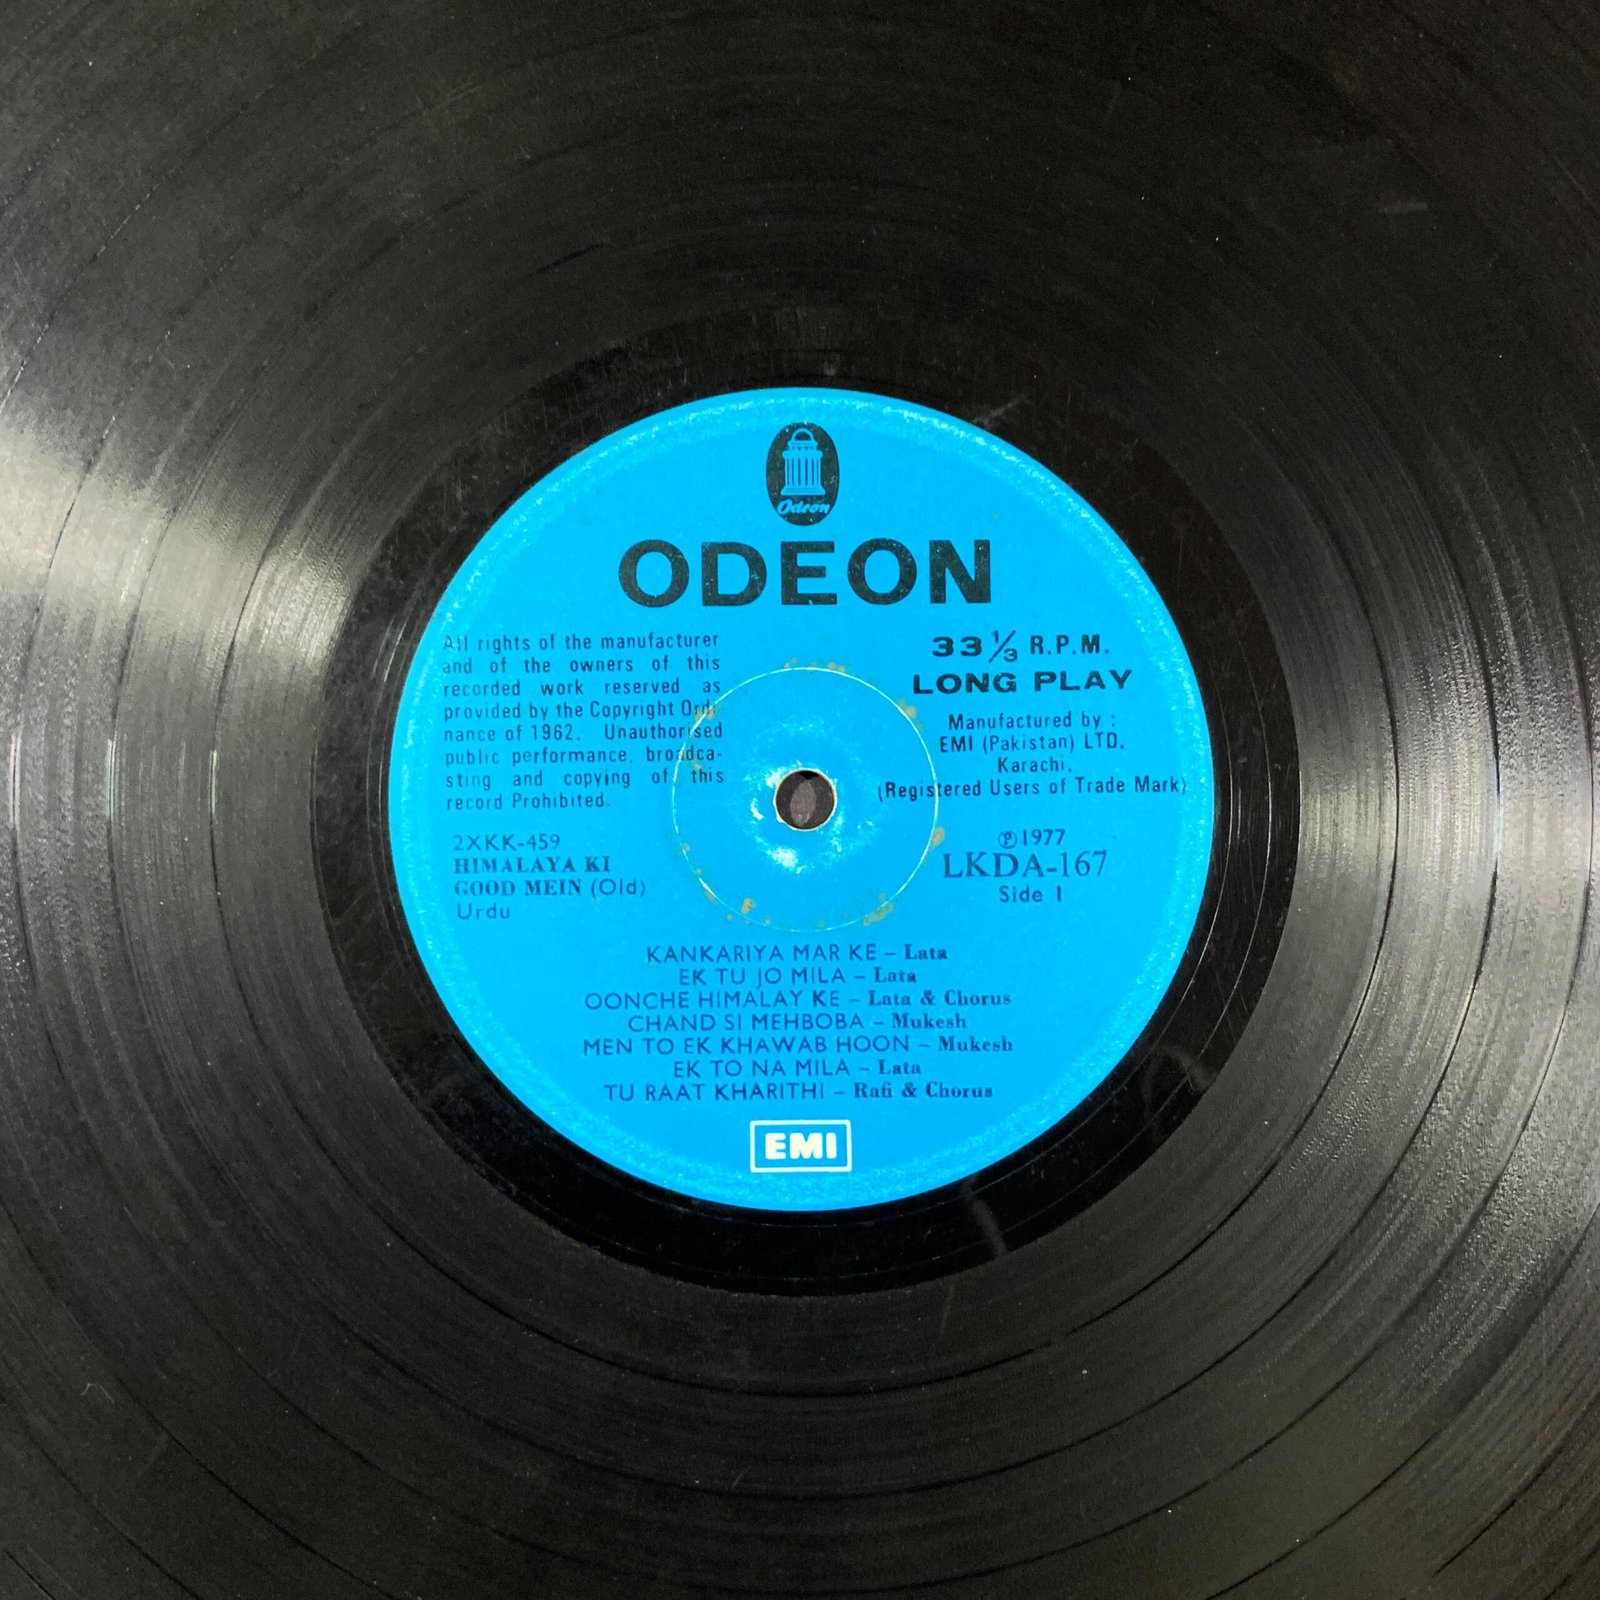 Odeon
ODEON
All rights of the manufacturer
and of the owners of this
recorded work reserved as
provided by the Copyright Ordi-
nance of 1962. Unauthorised
public performance, broadca-
sting and copying of this
record Prohibited.
33 1/3 R.P.M.
LONG PLAY
Manufactured by :
EMI (Pakistan) LTD.
Karachi.
(Registered Users of Trade Mark)
2XKK-459
HIMALAYA KI
GOOD MEIN (Old)
Urdu
℗ 1977
LKDA-167
Side 1
KANKARIYA MAR KE – Lata
EK TU JO MILA – Lata
OONCHE HIMALAY KE – Lata & Chorus
CHAND SI MEHBOBA – Mukesh
MEN TO EK KHAWAB HOON – Mukesh
EK TO NA MILA – Lata
TU RAAT KHARITHI – Rafi & Chorus
EMI